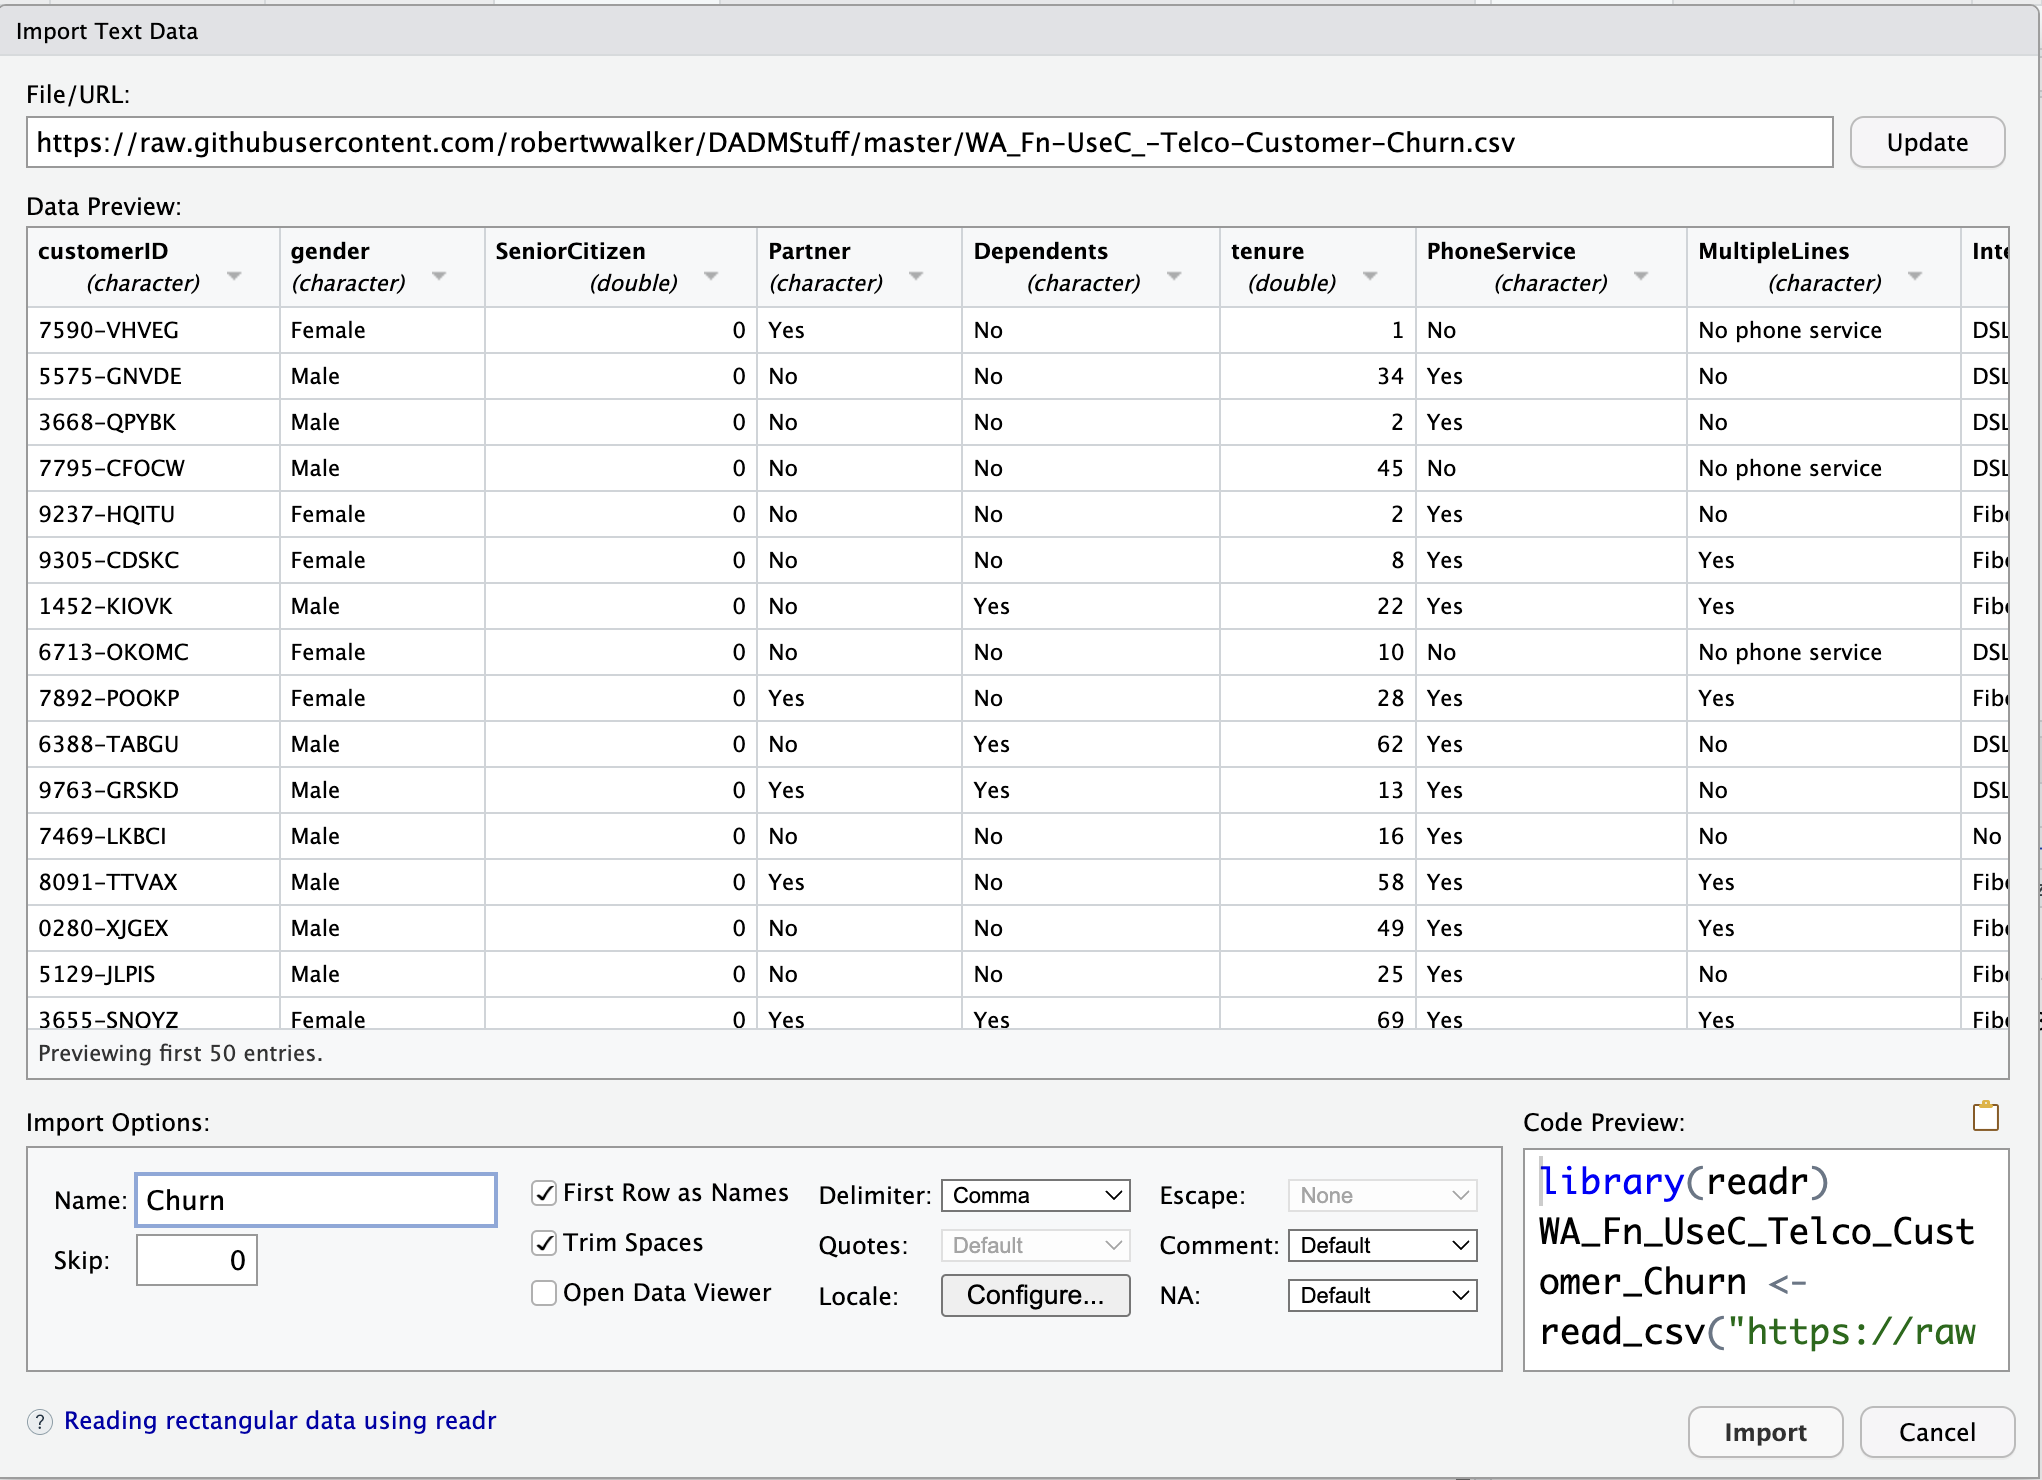 Import Text Data
File/URL:
https://raw.githubusercontent.com/robertwwalker/DADMStuff/master/WA_Fn-UseC_-Telco-Customer-Churn.csv
Update
Data Preview:
customerID gender SeniorCitizen Partner Dependents tenure PhoneService MultipleLines
(character) (character) (double) (character) (character) (double) (character) (character)
7590-VHVEG Female 0 Yes No 1 No No phone service DSL
5575-GNVDE Male 0 No No 34 Yes No DSL
3668-QPYBK Male 0 No No 2 Yes No DSL
7795-CFOCW Male 0 No No 45 No No phone service DSL
9237-HQITU Female 0 No No 2 Yes No
9305-CDSKC Female 0 No No 8 Yes Yes
1452-KIOVK Male 0 No Yes 22 Yes Yes
6713-OKOMC Female 0 No No 10 No No phone service DSL
7892-POOKP Female 0 Yes No 28 Yes Yes
6388-TABGU Male 0 No Yes 62 Yes No DSL
9763-GRSKD Male 0 Yes Yes 13 Yes No DSL
7469-LKBCI Male 0 No No 16 Yes No No
8091-TTVAX Male 0 Yes No 58 Yes Yes
0280-XJGEX Male 0 No No 49 Yes Yes
5129-JLPIS Male 0 No No 25 Yes No
3655-SNQYZ Female 0 Yes Yes 69 Yes Yes
Previewing first 50 entries.
Import Options:
Name: Churn
Skip: 0
First Row as Names
Trim Spaces
Open Data Viewer
Delimiter: Comma
Quotes: Default
Locale: Configure...
Escape: None
Comment: Default
NA: Default
Code Preview:
library(readr)
WA_Fn_UseC_Telco_Cust
omer_Churn <-
read_csv("https://raw
? Reading rectangular data using readr
Import Cancel